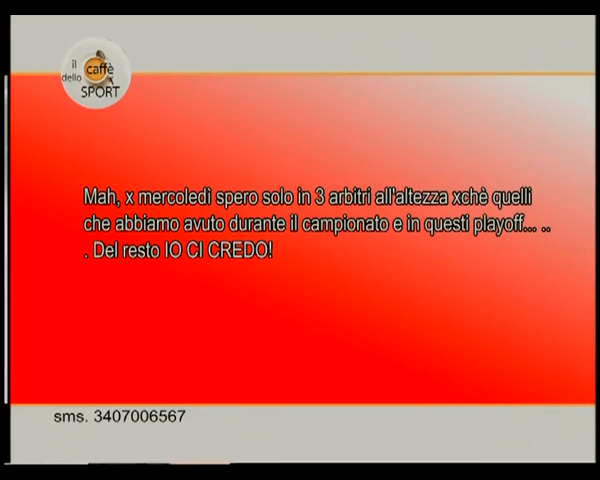 il
caffè
dello
SPORT
Mah, x mercoledì spero solo in 3 arbitri all'altezza xchè quelli
che abbiamo avuto durante il campionato e in questi playoff... ..
. Del resto IO CI CREDO!
sms. 3407006567